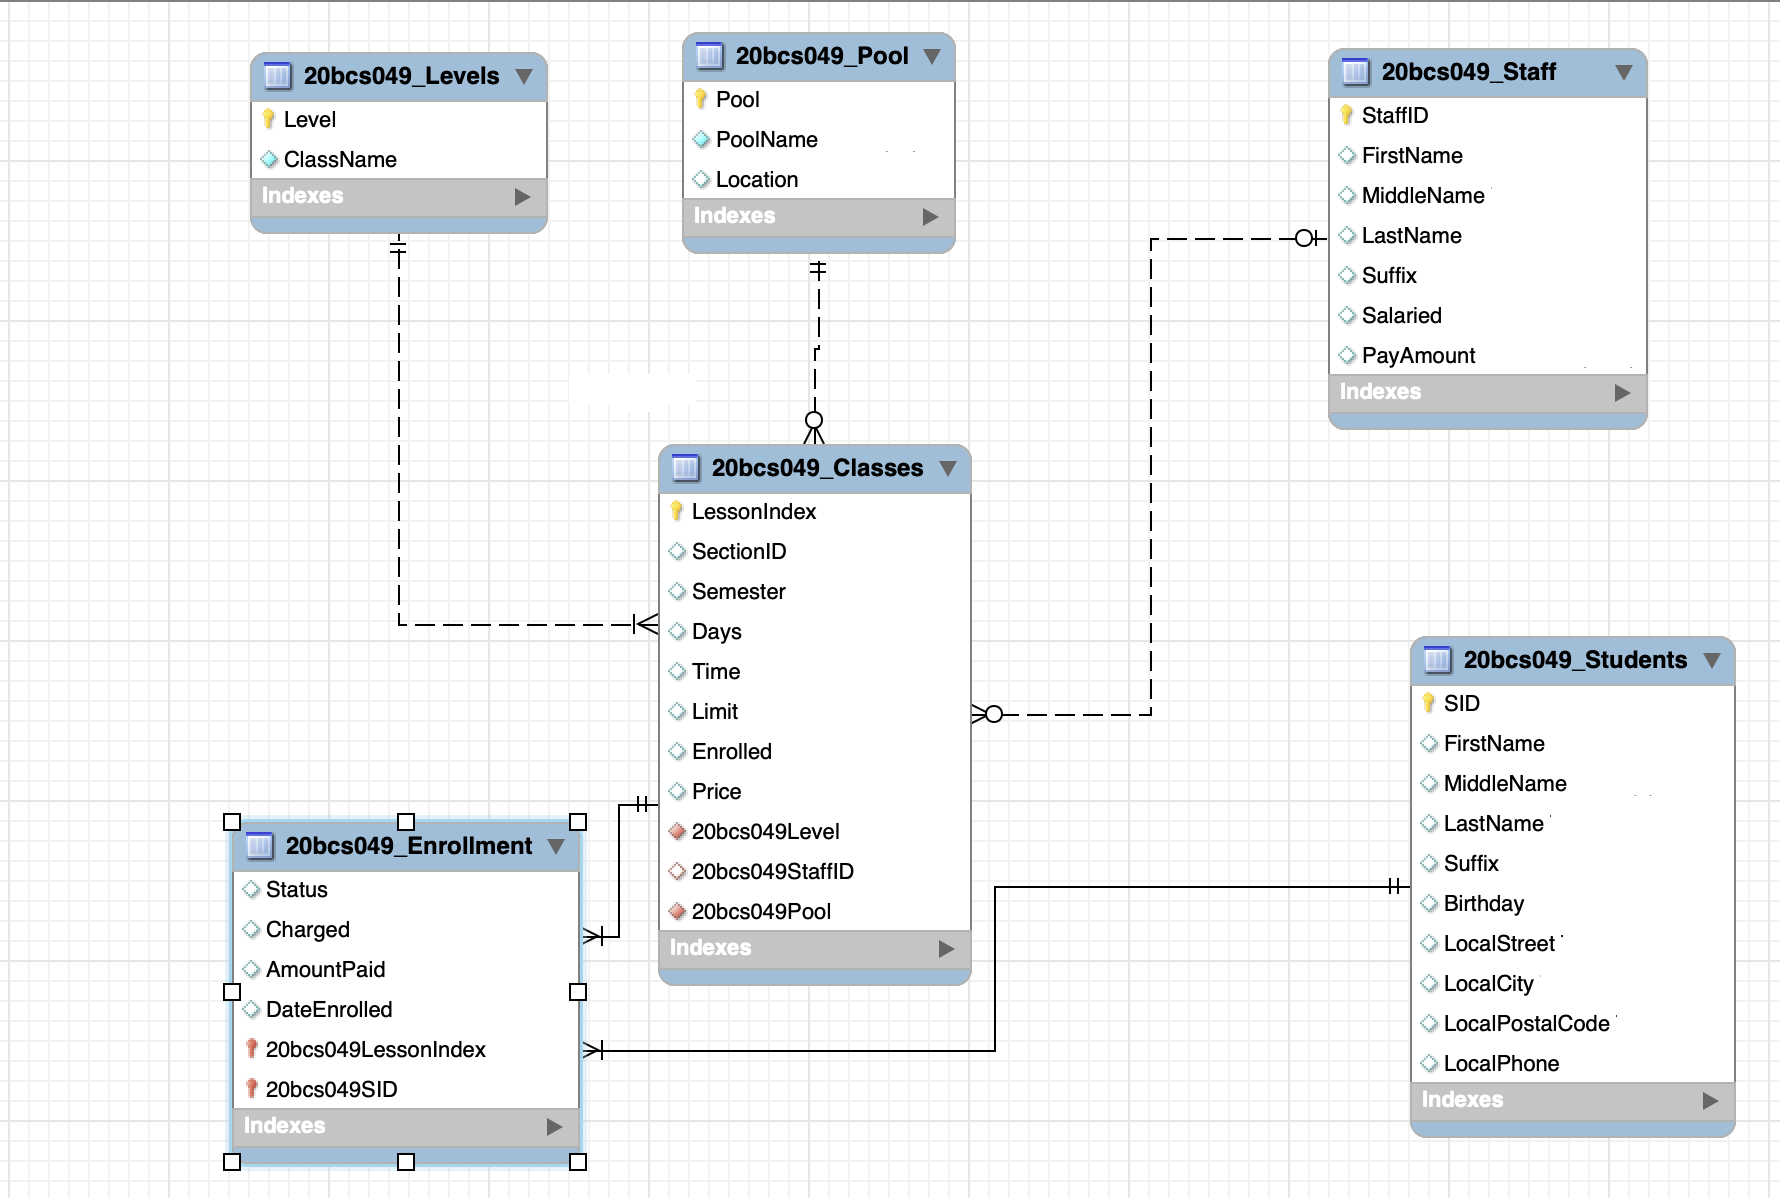 20bcs049_Levels
Level
ClassName
Indexes
20bcs049_Pool
Pool
PoolName
Location
Indexes
20bcs049_Staff
StaffID
FirstName
MiddleName
LastName
Suffix
Salaried
PayAmount
Indexes
20bcs049_Classes
LessonIndex
SectionID
Semester
Days
Time
Limit
Enrolled
Price
20bcs049Level
20bcs049StaffID
20bcs049Pool
Indexes
20bcs049_Students
SID
FirstName
MiddleName
LastName
Suffix
Birthday
LocalStreet
LocalCity
LocalPostalCode
LocalPhone
Indexes
20bcs049_Enrollment
Status
Charged
AmountPaid
DateEnrolled
20bcs049LessonIndex
20bcs049SID
Indexes